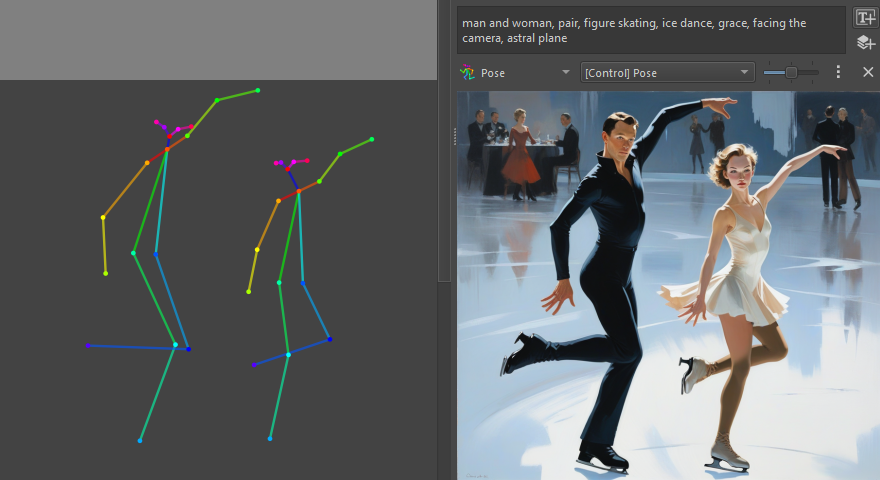 man and woman, pair, figure skating, ice dance, grace, facing the
camera, astral plane
Pose
[Control] Pose